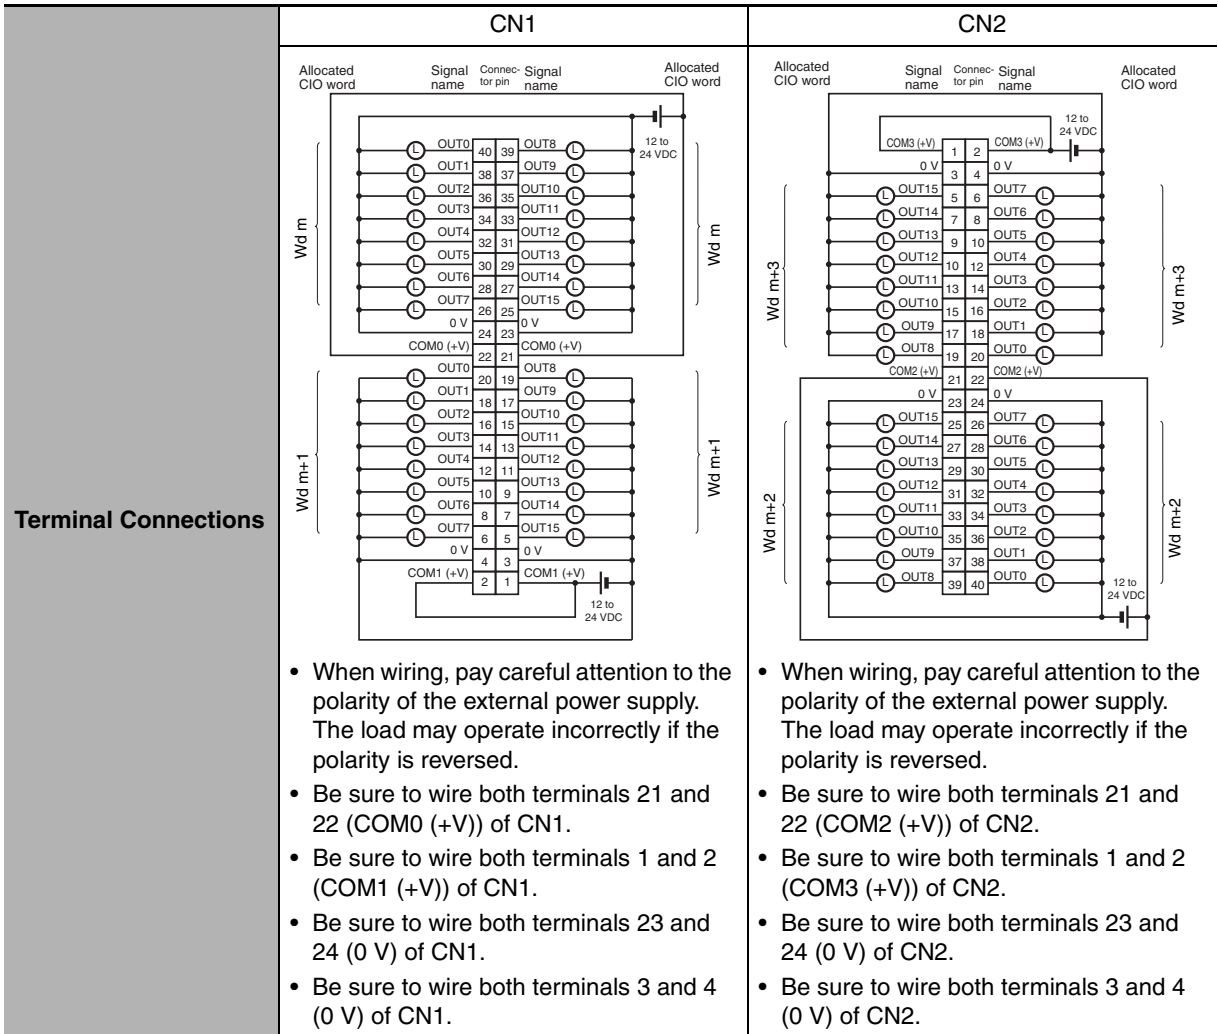 CN1
CN2
Terminal Connections
Allocated CIO word
Signal name
Connec- tor pin
Signal name
Allocated CIO word
12 to 24 VDC
Wd m
Wd m
OUT0 40 39 OUT8
OUT1 38 37 OUT9
OUT2 36 35 OUT10
OUT3 34 33 OUT11
OUT4 32 31 OUT12
OUT5 30 29 OUT13
OUT6 28 27 OUT14
OUT7 26 25 OUT15
0 V 24 23 0 V
COM0 (+V) 22 21 COM0 (+V)
Wd m+1
Wd m+1
OUT0 20 19 OUT8
OUT1 18 17 OUT9
OUT2 16 15 OUT10
OUT3 14 13 OUT11
OUT4 12 11 OUT12
OUT5 10 9 OUT13
OUT6 8 7 OUT14
OUT7 6 5 OUT15
0 V 4 3 0 V
COM1 (+V) 2 1 COM1 (+V)
12 to 24 VDC
• When wiring, pay careful attention to the
polarity of the external power supply.
The load may operate incorrectly if the
polarity is reversed.
• Be sure to wire both terminals 21 and
22 (COM0 (+V)) of CN1.
• Be sure to wire both terminals 1 and 2
(COM1 (+V)) of CN1.
• Be sure to wire both terminals 23 and
24 (0 V) of CN1.
• Be sure to wire both terminals 3 and 4
(0 V) of CN1.
Allocated CIO word
Signal name
Connec- tor pin
Signal name
Allocated CIO word
12 to 24 VDC
COM3 (+V) 1 2 COM3 (+V)
0 V 3 4 0 V
Wd m+3
Wd m+3
OUT15 5 6 OUT7
OUT14 7 8 OUT6
OUT13 9 10 OUT5
OUT12 10 12 OUT4
OUT11 13 14 OUT3
OUT10 15 16 OUT2
OUT9 17 18 OUT1
OUT8 19 20 OUT0
COM2 (+V) 21 22 COM2 (+V)
0 V 23 24 0 V
Wd m+2
Wd m+2
OUT15 25 26 OUT7
OUT14 27 28 OUT6
OUT13 29 30 OUT5
OUT12 31 32 OUT4
OUT11 33 34 OUT3
OUT10 35 36 OUT2
OUT9 37 38 OUT1
OUT8 39 40 OUT0
12 to 24 VDC
• When wiring, pay careful attention to the
polarity of the external power supply.
The load may operate incorrectly if the
polarity is reversed.
• Be sure to wire both terminals 21 and
22 (COM2 (+V)) of CN2.
• Be sure to wire both terminals 1 and 2
(COM3 (+V)) of CN2.
• Be sure to wire both terminals 23 and
24 (0 V) of CN2.
• Be sure to wire both terminals 3 and 4
(0 V) of CN2.